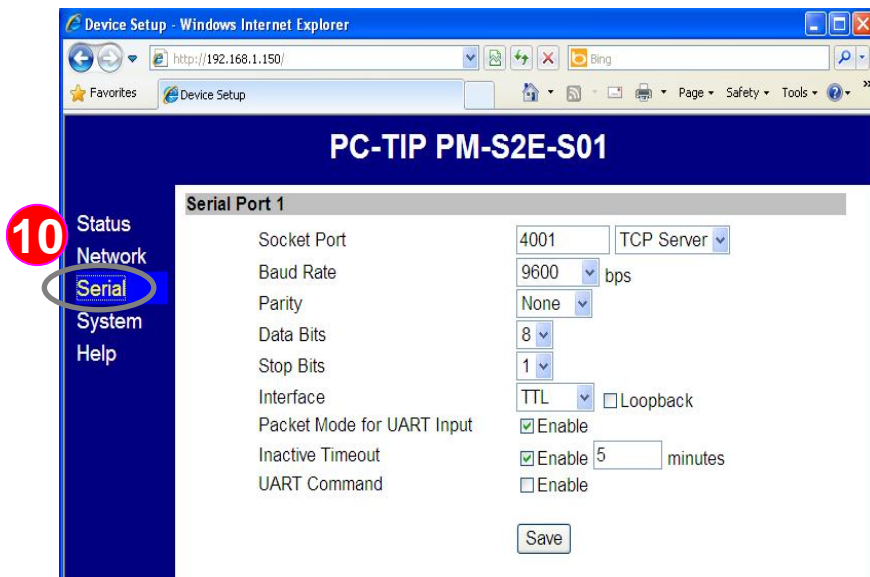 Device Setup - Windows Internet Explorer
http://192.168.1.150/
Bing
Favorites
Device Setup
Page
Safety
Tools
PC-TIP PM-S2E-S01
10
Status
Network
Serial
System
Help
Serial Port 1
Socket Port 4001 TCP Server
Baud Rate 9600 bps
Parity None
Data Bits 8
Stop Bits 1
Interface TTL Loopback
Packet Mode for UART Input Enable
Inactive Timeout Enable 5 minutes
UART Command Enable
Save